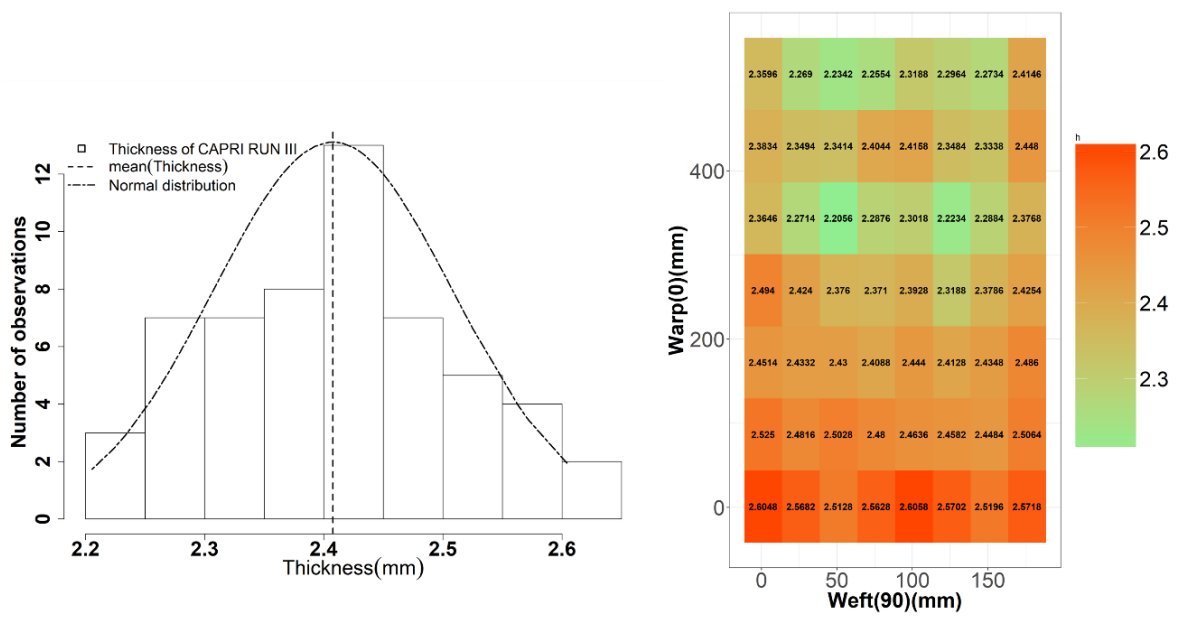 Thickness of CAPRI RUN III
mean(Thickness)
Normal distribution
Number of observations
12
10
8
6
4
2
0
2.2 2.3 2.4 2.5 2.6
Thickness(mm)
Warp(0)(mm)
400
200
0
2.3596 2.269 2.2342 2.2554 2.3188 2.2964 2.2734 2.4146
2.3834 2.3494 2.3414 2.4044 2.4158 2.3484 2.3338 2.448
2.3646 2.2714 2.2056 2.2876 2.3018 2.2234 2.2884 2.3768
2.494 2.424 2.376 2.371 2.3928 2.3188 2.3786 2.4254
2.4514 2.4332 2.43 2.4088 2.444 2.4128 2.4348 2.486
2.525 2.4816 2.5028 2.48 2.4636 2.4582 2.4484 2.5064
2.6048 2.5682 2.5128 2.5628 2.6058 2.5702 2.5196 2.5718
0 50 100 150
Weft(90)(mm)
h
2.6
2.5
2.4
2.3